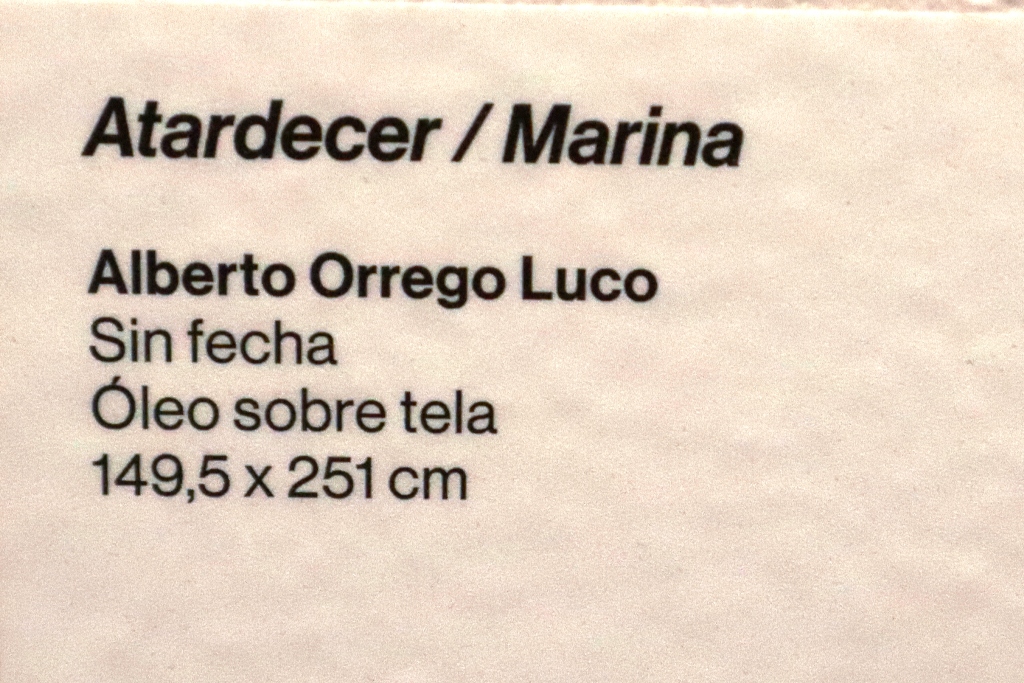 Atardecer / Marina
Alberto Orrego Luco
Sin fecha
Óleo sobre tela
149,5 x 251 cm